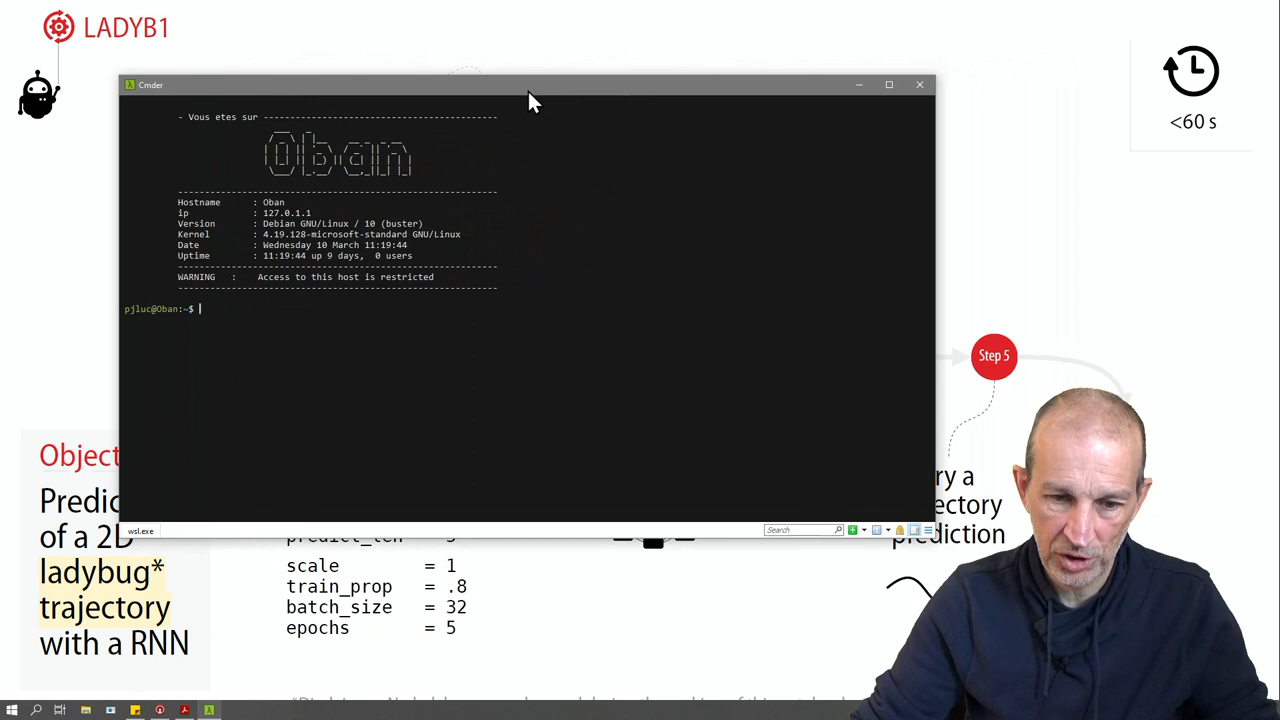 LADYB1
<60 s
Cmder
- Vous etes sur -----------------------------------------
Oban
Hostname : Oban
ip : 127.0.1.1
Version : Debian GNU/Linux / 10 (buster)
Kernel : 4.19.128-microsoft-standard GNU/Linux
Date : Wednesday 10 March 11:19:44
Uptime : 11:19:44 up 9 days, 0 users
WARNING : Access to this host is restricted
pjluc@Oban:~$
wsl.exe
Search
Step 5
Object
Predic
of a 2D
ladybug*
trajectory
with a RNN
scale = 1
train_prop = .8
batch_size = 32
epochs = 5
ry a
ectory
prediction